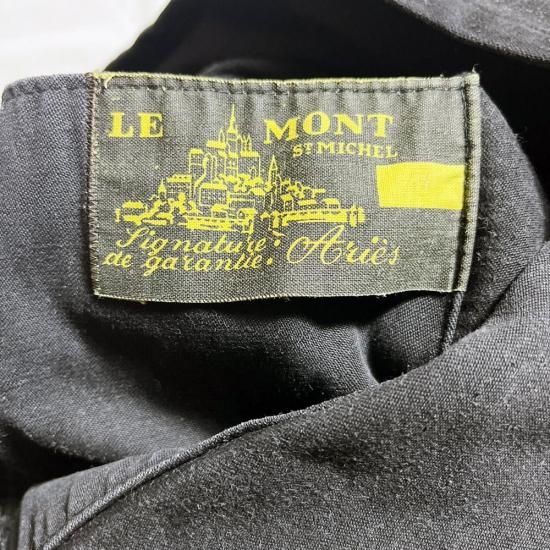 LE MONT
ST MICHEL
Signature
de garantie : Ariès